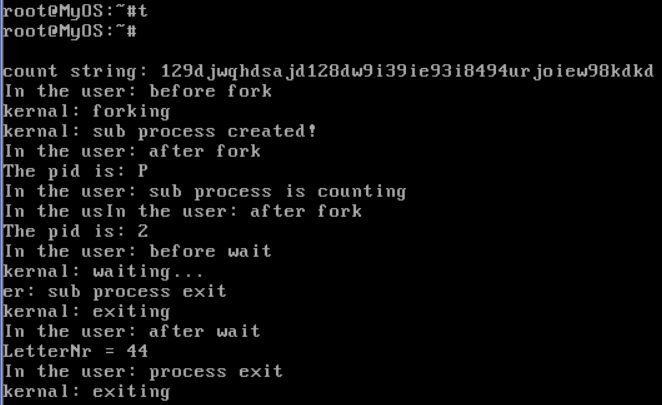 root@MyOS:~#t
root@MyOS:~#
count string: 129djwqhdsajd128dw9i39ie93i8494urjoiew98kdkd
In the user: before fork
kernal: forking
kernal: sub process created!
In the user: after fork
The pid is: P
In the user: sub process is counting
In the usIn the user: after fork
The pid is: 2
In the user: before wait
kernal: waiting...
er: sub process exit
kernal: exiting
In the user: after wait
LetterNr = 44
In the user: process exit
kernal: exiting